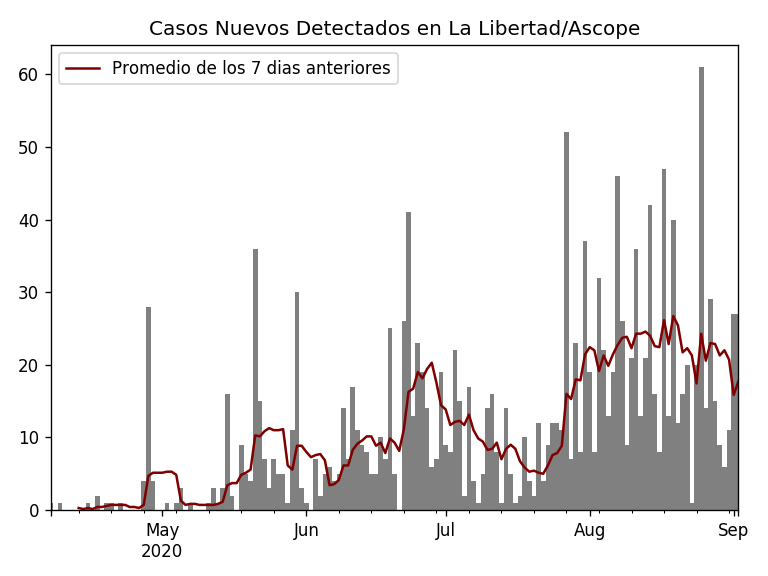 Casos Nuevos Detectados en La Libertad/Ascope
Promedio de los 7 dias anteriores
60
50
40
30
20
10
0
May Jun Jul Aug Sep
2020